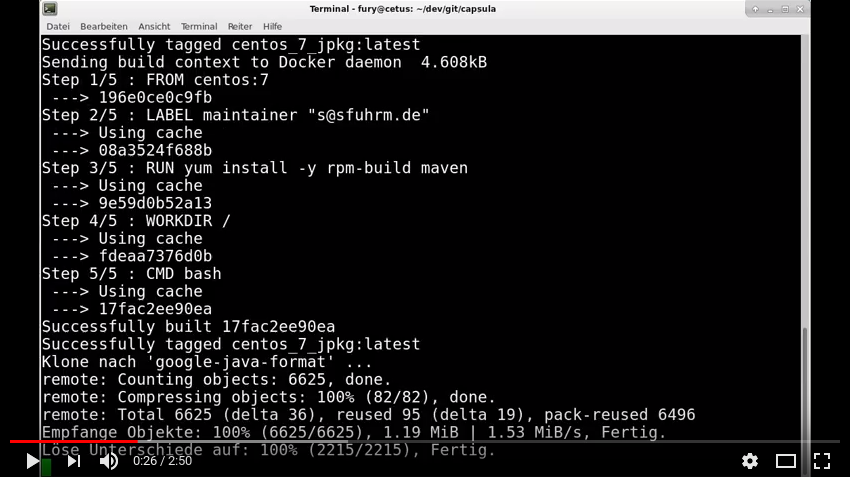 Terminal - fury@cetus: ~/dev/git/capsula
Datei Bearbeiten Ansicht Terminal Reiter Hilfe
Successfully tagged centos_7_jpkg:latest
Sending build context to Docker daemon  4.608kB
Step 1/5 : FROM centos:7
 ---> 196e0ce0c9fb
Step 2/5 : LABEL maintainer "s@sfuhrm.de"
 ---> Using cache
 ---> 08a3524f688b
Step 3/5 : RUN yum install -y rpm-build maven
 ---> Using cache
 ---> 9e59d0b52a13
Step 4/5 : WORKDIR /
 ---> Using cache
 ---> fdeaa7376d0b
Step 5/5 : CMD bash
 ---> Using cache
 ---> 17fac2ee90ea
Successfully built 17fac2ee90ea
Successfully tagged centos_7_jpkg:latest
Klone nach 'google-java-format' ...
remote: Counting objects: 6625, done.
remote: Compressing objects: 100% (82/82), done.
remote: Total 6625 (delta 36), reused 95 (delta 19), pack-reused 6496
Empfange Objekte: 100% (6625/6625), 1.19 MiB | 1.53 MiB/s, Fertig.
Löse Unterschiede auf: 100% (2215/2215), Fertig.
0:26 / 2:50